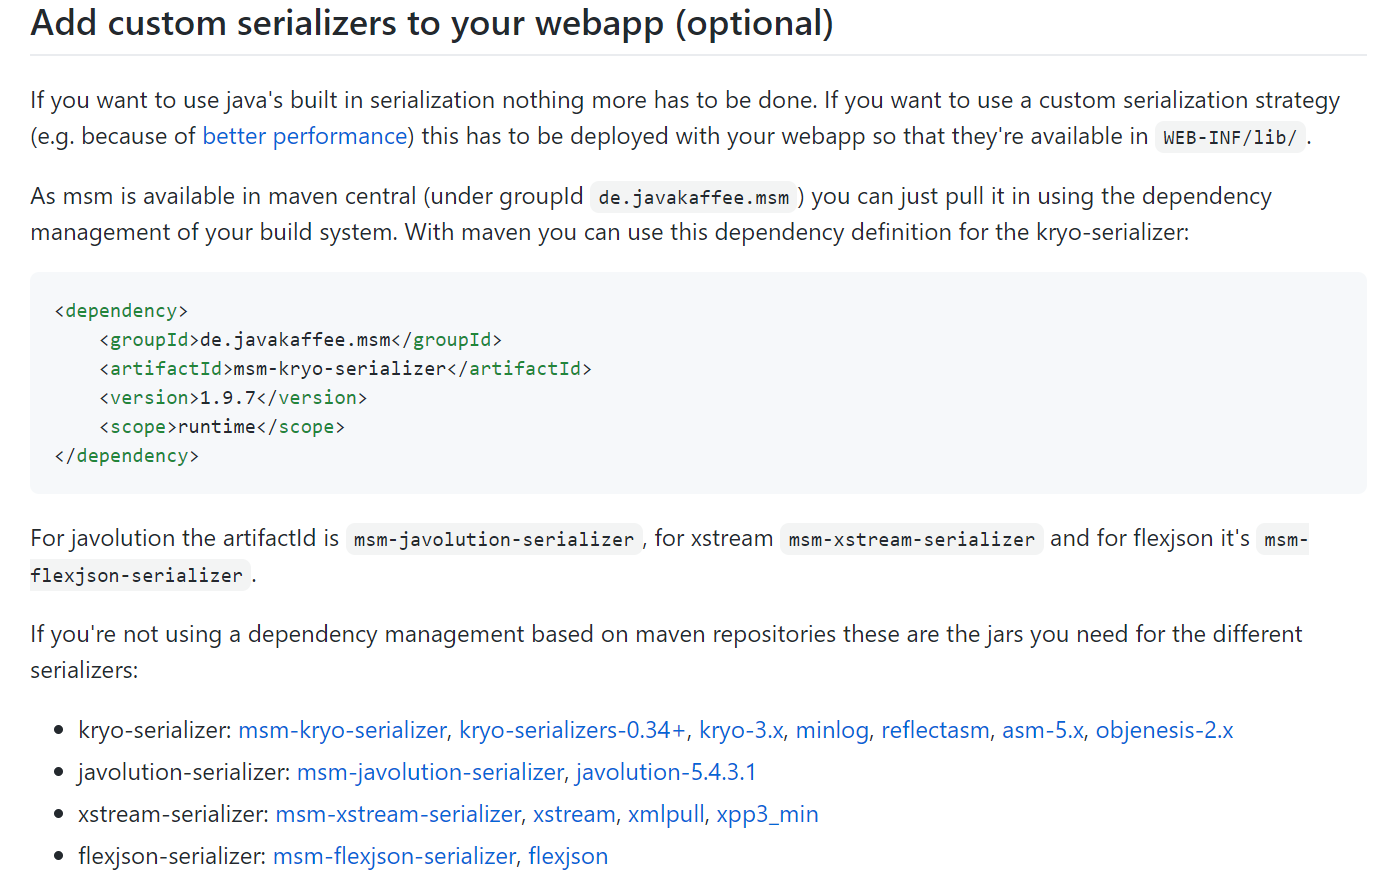 Add custom serializers to your webapp (optional)
If you want to use java's built in serialization nothing more has to be done. If you want to use a custom serialization strategy
(e.g. because of better performance) this has to be deployed with your webapp so that they're available in WEB-INF/lib/ .
As msm is available in maven central (under groupId de.javakaffee.msm ) you can just pull it in using the dependency
management of your build system. With maven you can use this dependency definition for the kryo-serializer:
<dependency>
    <groupId>de.javakaffee.msm</groupId>
    <artifactId>msm-kryo-serializer</artifactId>
    <version>1.9.7</version>
    <scope>runtime</scope>
</dependency>
For javolution the artifactId is msm-javolution-serializer , for xstream msm-xstream-serializer and for flexjson it's msm-
flexjson-serializer .
If you're not using a dependency management based on maven repositories these are the jars you need for the different
serializers:
• kryo-serializer: msm-kryo-serializer, kryo-serializers-0.34+, kryo-3.x, minlog, reflectasm, asm-5.x, objenesis-2.x
• javolution-serializer: msm-javolution-serializer, javolution-5.4.3.1
• xstream-serializer: msm-xstream-serializer, xstream, xmlpull, xpp3_min
• flexjson-serializer: msm-flexjson-serializer, flexjson